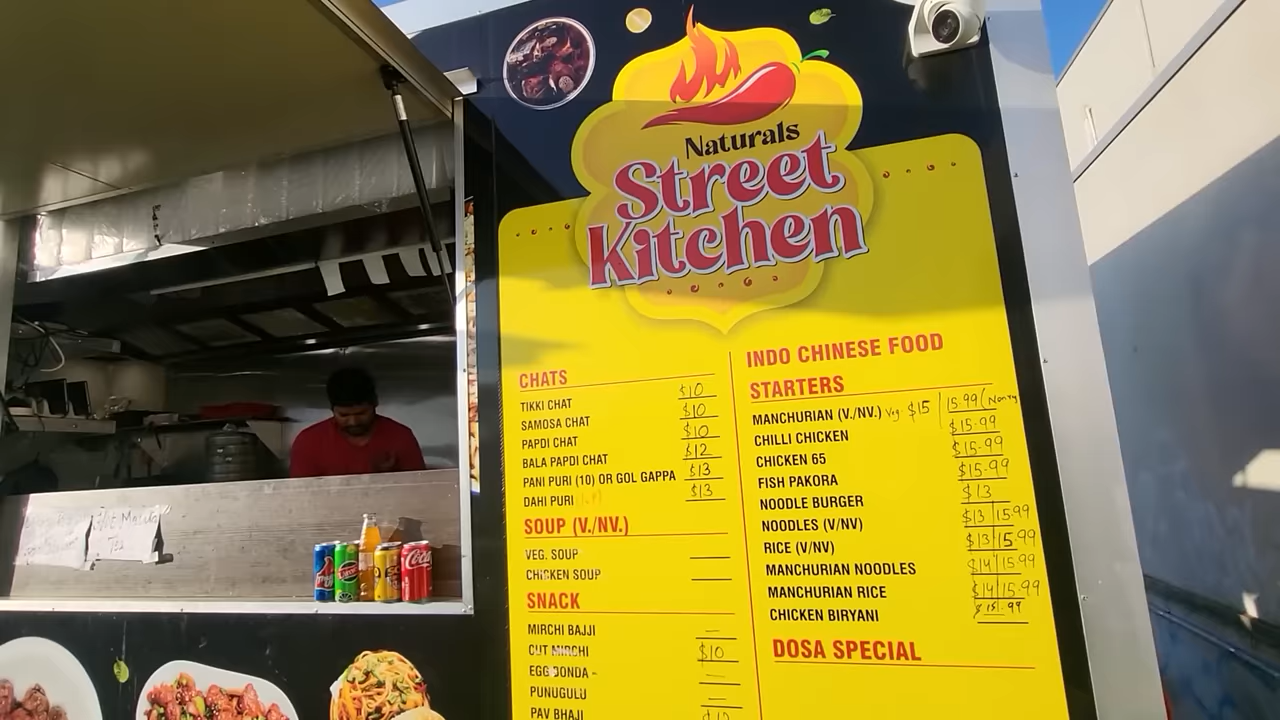 Naturals
Street
Kitchen
CHATS
TIKKI CHAT $10
SAMOSA CHAT $10
PAPDI CHAT $10
BALA PAPDI CHAT $12
PANI PURI (10) OR GOL GAPPA $13
DAHI PURI $13
SOUP (V./NV.)
VEG. SOUP
CHICKEN SOUP
SNACK
MIRCHI BAJJI
CUT MIRCHI $10
EGG BONDA
PUNUGULU
PAV BHAJI
INDO CHINESE FOOD
STARTERS
MANCHURIAN (V./NV.) Veg $15 | 15.99 (Nonveg
CHILLI CHICKEN $15.99
CHICKEN 65 $15.99
FISH PAKORA $15.99
NOODLE BURGER $13
NOODLES (V/NV) $13 | 15.99
RICE (V/NV) $13 | 15.99
MANCHURIAN NOODLES $14 | 15.99
MANCHURIAN RICE $14 | 15.99
CHICKEN BIRYANI $15.99
DOSA SPECIAL
Coca-Cola